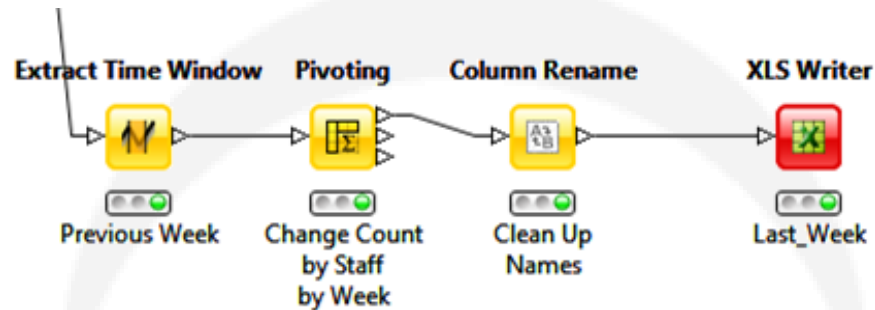 Extract Time Window
Pivoting
Column Rename
XLS Writer
Previous Week
Change Count
by Staff
by Week
Clean Up
Names
Last_Week